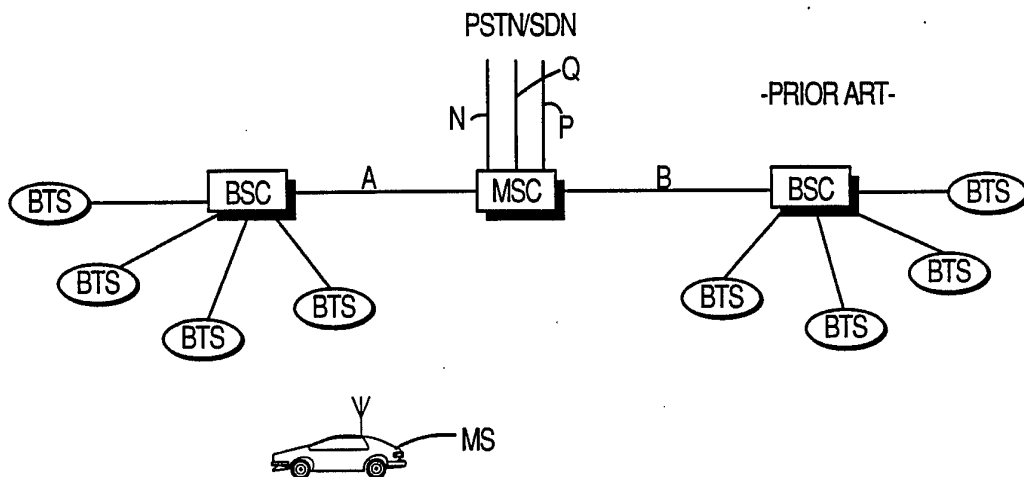 PSTN/SDN
Q
-PRIOR ART-
N
P
A
B
BTS
BSC
MSC
BSC
BTS
BTS
BTS
BTS
BTS
BTS
BTS
BTS
MS